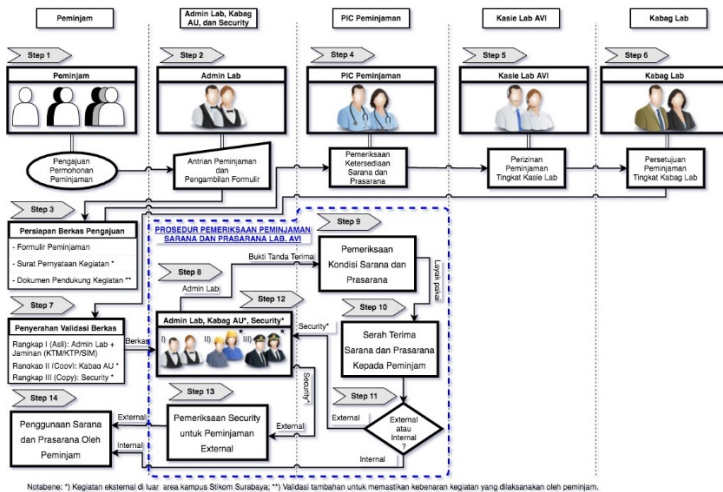 Peminjam
Admin Lab, Kabag
AU, dan Security
PIC Peminjaman
Kasie Lab AVI
Kabag Lab
Step 1
Step 2
Step 4
Step 5
Step 6
Peminjam
Admin Lab
PIC Peminjaman
Kasie Lab AVI
Kabag Lab
Pengajuan
Permohonan
Peminjaman
Antrian Peminjaman
dan
Pengambilan Formulir
Pemeriksaan
Ketersediaan
Sarana dan
Prasarana
Perizinan
Peminjaman
Tingkat Kasie Lab
Persetujuan
Peminjaman
Tingkat Kabag Lab
Step 3
Persiapan Berkas Pengajuan
- Formulir Peminjaman
- Surat Pernyataan Kegiatan *
- Dokumen Pendukung Kegiatan **
PROSEDUR PEMERIKSAAN PEMINJAMAN
SARANA DAN PRASARANA LAB. AVI
Step 8
Admin Lab
Bukti Tanda Terima
Step 9
Pemeriksaan
Kondisi Sarana dan
Prasarana
Layak pakai
Step 7
Penyerahan Validasi Berkas
Rangkap I (Asli): Admin Lab +
Jaminan (KTM/KTP/SIM)
Rangkap II (Copy): Kabag AU *
Rangkap III (Copy): Security *
Berkas
Step 12
Admin Lab, Kabag AU*, Security*
I)
II)
*
III)
*
Security*
Security*
Step 10
Serah Terima
Sarana dan Prasarana
Kepada Peminjam
Step 11
External
atau
Internal
?
External
Internal
Step 13
Pemeriksaan Security
untuk Peminjaman
External
External
External
Step 14
Penggunaan Sarana
dan Prasarana Oleh
Peminjam
Internal
Notabene: *) Kegiatan eksternal di luar area kampus Stikom Surabaya; **) Validasi tambahan untuk memastikan kebenaran kegiatan yang dilaksanakan oleh peminjam.